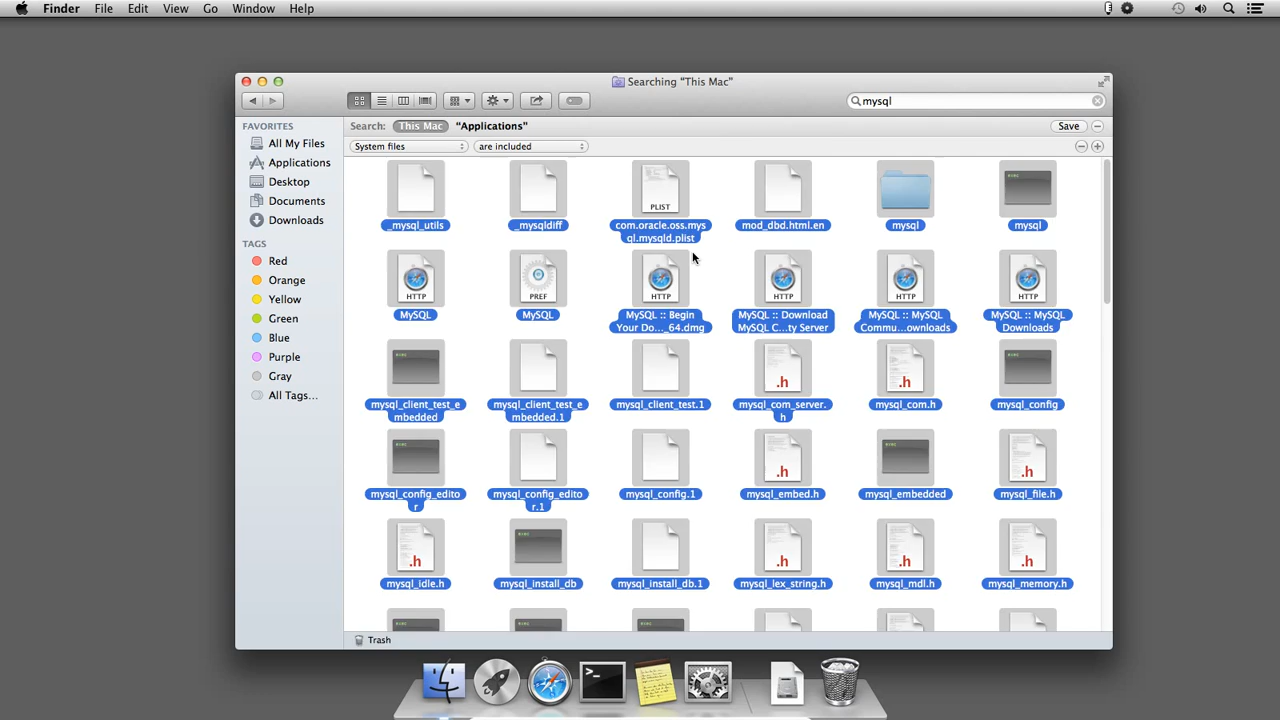 Finder File Edit View Go Window Help
Searching “This Mac”
mysql
FAVORITES
All My Files
Applications
Desktop
Documents
Downloads
TAGS
Red
Orange
Yellow
Green
Blue
Purple
Gray
All Tags...
Search: This Mac "Applications" Save
System files are included
_mysql_utils
_mysqldiff
PLIST
com.oracle.oss.mys
ql.mysqld.plist
mod_dbd.html.en
mysql
mysql
HTTP
MySQL
PREF
MySQL
HTTP
MySQL :: Begin
Your Do..._64.dmg
HTTP
MySQL :: Download
MySQL C...ty Server
HTTP
MySQL :: MySQL
Commu...ownloads
HTTP
MySQL :: MySQL
Downloads
mysql_client_test_e
mbedded
mysql_client_test_e
mbedded.1
mysql_client_test.1
.h
mysql_com_server.
h
.h
mysql_com.h
mysql_config
mysql_config_edito
r
mysql_config_edito
r.1
mysql_config.1
.h
mysql_embed.h
mysql_embedded
.h
mysql_file.h
.h
mysql_idle.h
mysql_install_db
mysql_install_db.1
.h
mysql_lex_string.h
.h
mysql_mdl.h
.h
mysql_memory.h
Trash